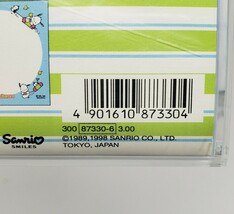 4 901610 873304
300 87330-6 3.00
©1989,1998 SANRIO CO., LTD.
TOKYO, JAPAN
Sanrio
SMILES